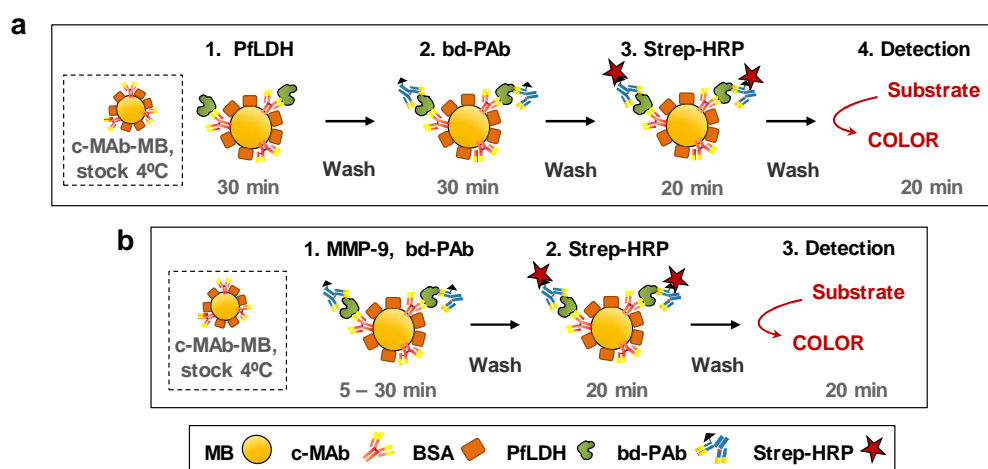 a
1. PfLDH
2. bd-PAb
3. Strep-HRP
4. Detection
c-MAb-MB,
stock 4ºC
Substrate
COLOR
Wash
Wash
Wash
30 min
30 min
20 min
20 min
b
1. MMP-9, bd-PAb
2. Strep-HRP
3. Detection
c-MAb-MB,
stock 4ºC
Substrate
COLOR
Wash
Wash
5 – 30 min
20 min
20 min
MB c-MAb BSA PfLDH bd-PAb Strep-HRP